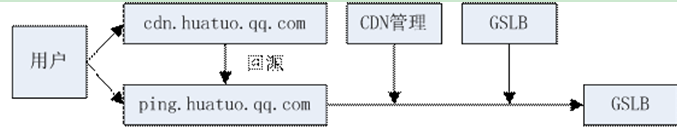 cdn.huatuo.qq.com
CDN管理
GSLB
用户
回源
ping.huatuo.qq.com
GSLB